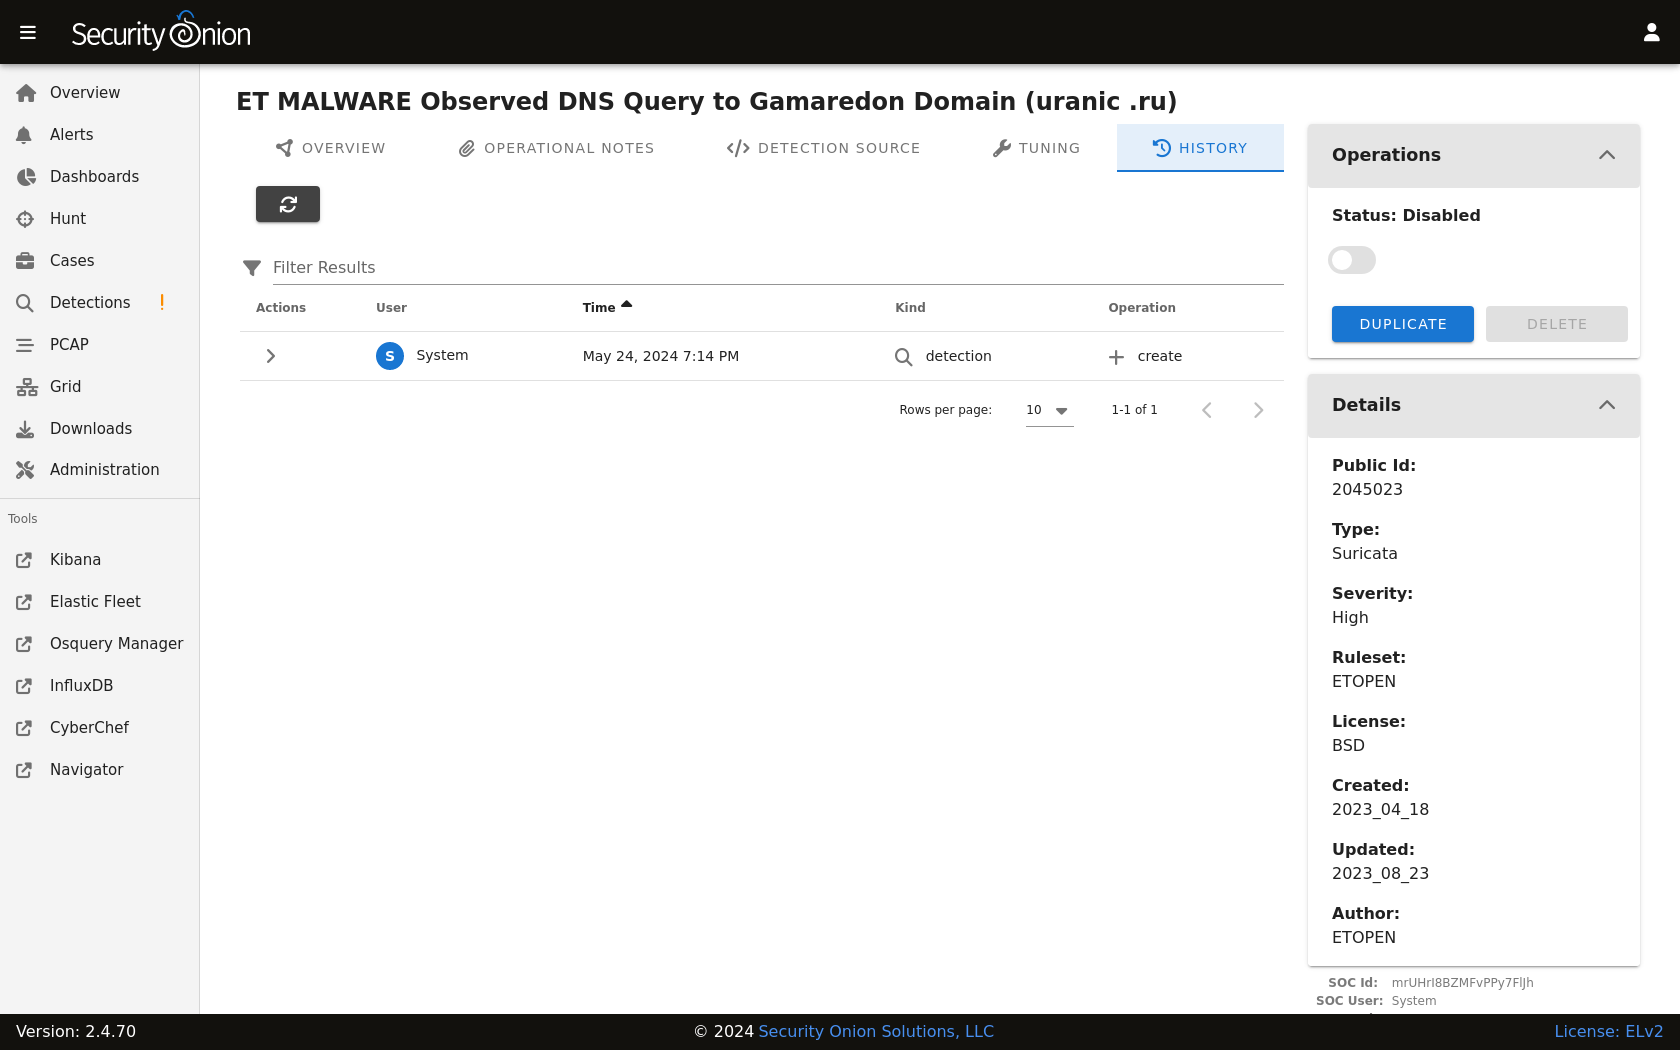 Security Onion
Overview
Alerts
Dashboards
Hunt
Cases
Detections !
PCAP
Grid
Downloads
Administration
Tools
Kibana
Elastic Fleet
Osquery Manager
InfluxDB
CyberChef
Navigator
ET MALWARE Observed DNS Query to Gamaredon Domain (uranic .ru)
OVERVIEW OPERATIONAL NOTES DETECTION SOURCE TUNING HISTORY
Filter Results
Actions User Time Kind Operation
S System May 24, 2024 7:14 PM detection create
Rows per page: 10 1-1 of 1
Operations
Status: Disabled
DUPLICATE DELETE
Details
Public Id:
2045023
Type:
Suricata
Severity:
High
Ruleset:
ETOPEN
License:
BSD
Created:
2023_04_18
Updated:
2023_08_23
Author:
ETOPEN
SOC Id: mrUHrI8BZMFvPPy7FlJh
SOC User: System
Version: 2.4.70 © 2024 Security Onion Solutions, LLC License: ELv2